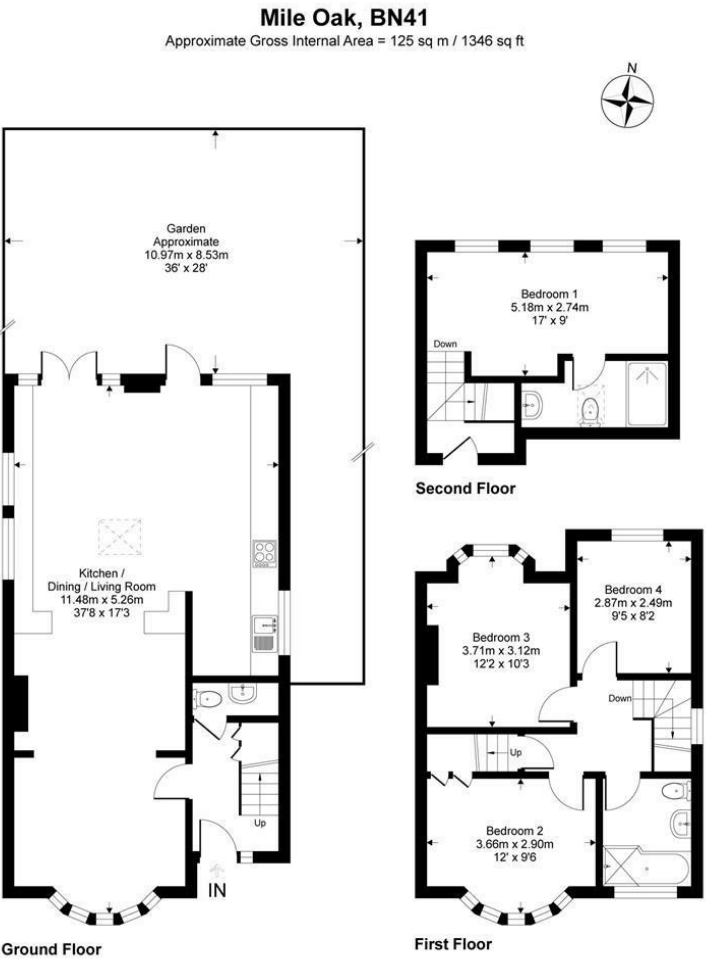 Mile Oak, BN41
Approximate Gross Internal Area = 125 sq m / 1346 sq ft
N
Garden
Approximate
10.97m x 8.53m
36' x 28'
Kitchen /
Dining / Living Room
11.48m x 5.26m
37'8 x 17'3
Up
IN
Ground Floor
Bedroom 1
5.18m x 2.74m
17' x 9'
Down
Second Floor
Bedroom 4
2.87m x 2.49m
9'5 x 8'2
Bedroom 3
3.71m x 3.12m
12'2 x 10'3
Down
Up
Bedroom 2
3.66m x 2.90m
12' x 9'6
First Floor